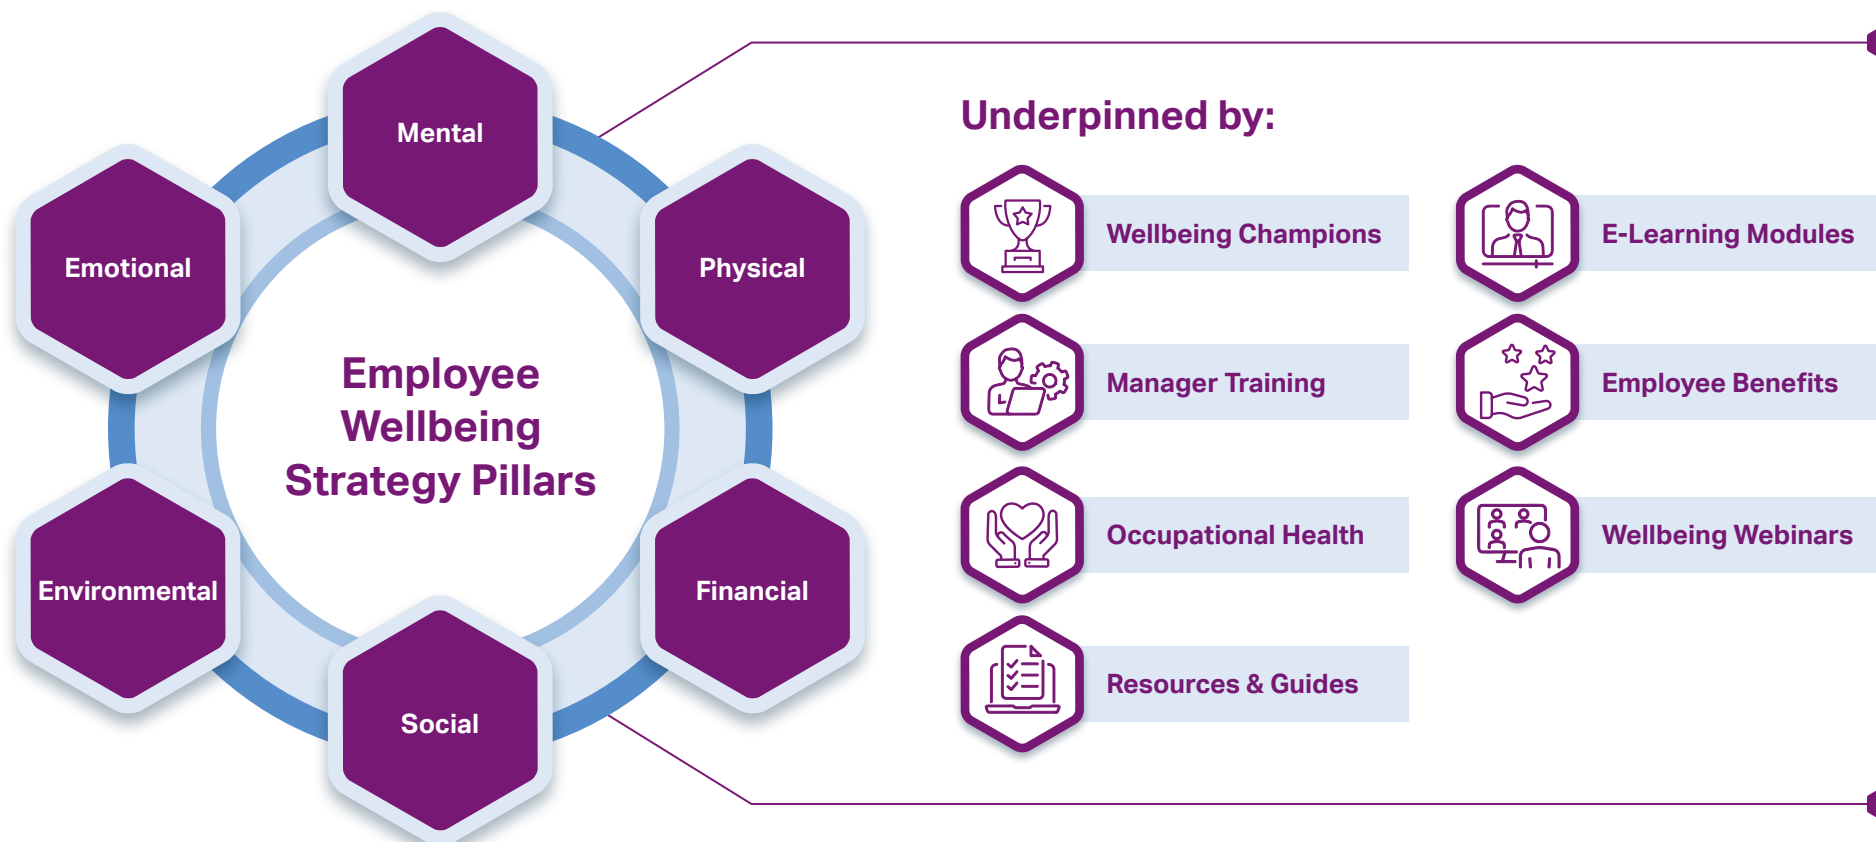 Mental
Emotional
Physical
Employee
Wellbeing
Strategy Pillars
Environmental
Financial
Social
Underpinned by:
Wellbeing Champions
E-Learning Modules
Manager Training
Employee Benefits
Occupational Health
Wellbeing Webinars
Resources & Guides